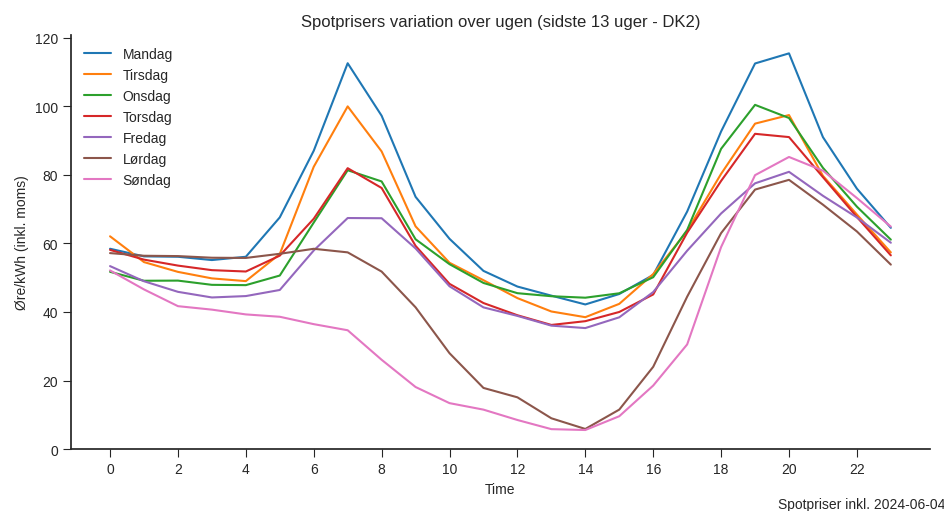 Spotprisers variation over ugen (sidste 13 uger - DK2)
Øre/kWh (inkl. moms)
120
100
80
60
40
20
0
Mandag
Tirsdag
Onsdag
Torsdag
Fredag
Lørdag
Søndag
0 2 4 6 8 10 12 14 16 18 20 22
Time
Spotpriser inkl. 2024-06-04